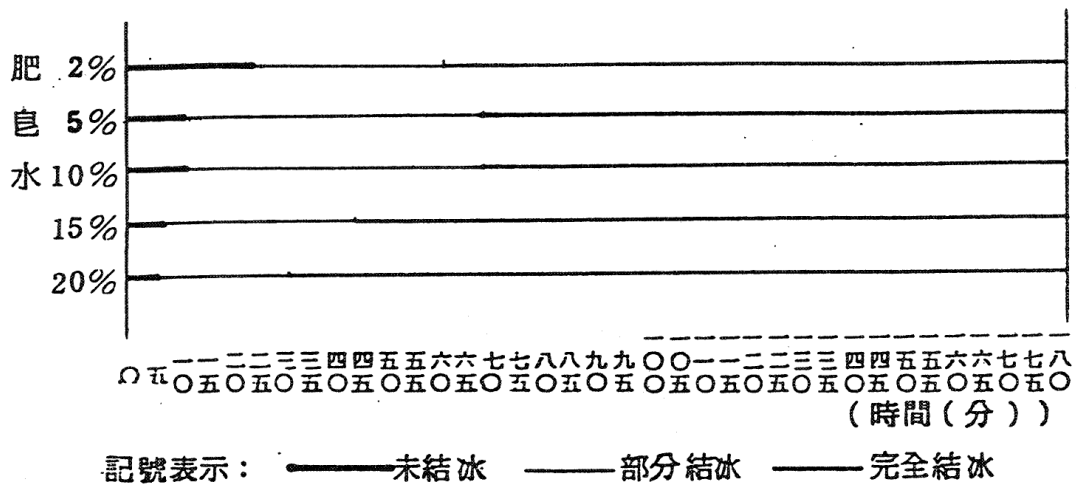 肥 2%
皂 5%
水 10%
15%
20%
〇 五 一〇 一五 二〇 二五 三〇 三五 四〇 四五 五〇 五五 六〇 六五 七〇 七五 八〇 八五 九〇 九五 一〇〇 一〇五 一一〇 一一五 一二〇 一二五 一三〇 一三五 一四〇 一四五 一五〇 一五五 一六〇 一六五 一七〇 一七五 一八〇
(時間(分))
記號表示: 未結冰 部分結冰 完全結冰